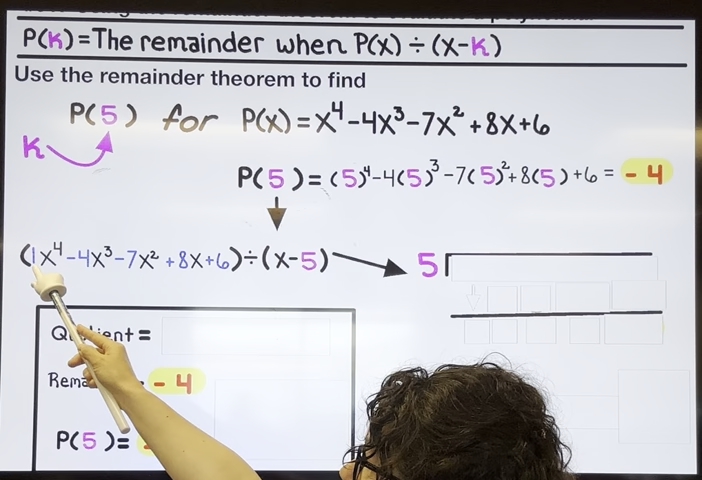 P(K)=The remainder when P(x)÷(x-K)
Use the remainder theorem to find
P(5) for P(x)=x⁴-4x³-7x²+8x+6
K
P(5)=(5)⁴-4(5)³-7(5)²+8(5)+6= -4
(1x⁴-4x³-7x²+8x+6)÷(x-5) 5
=
-4
P(5)=